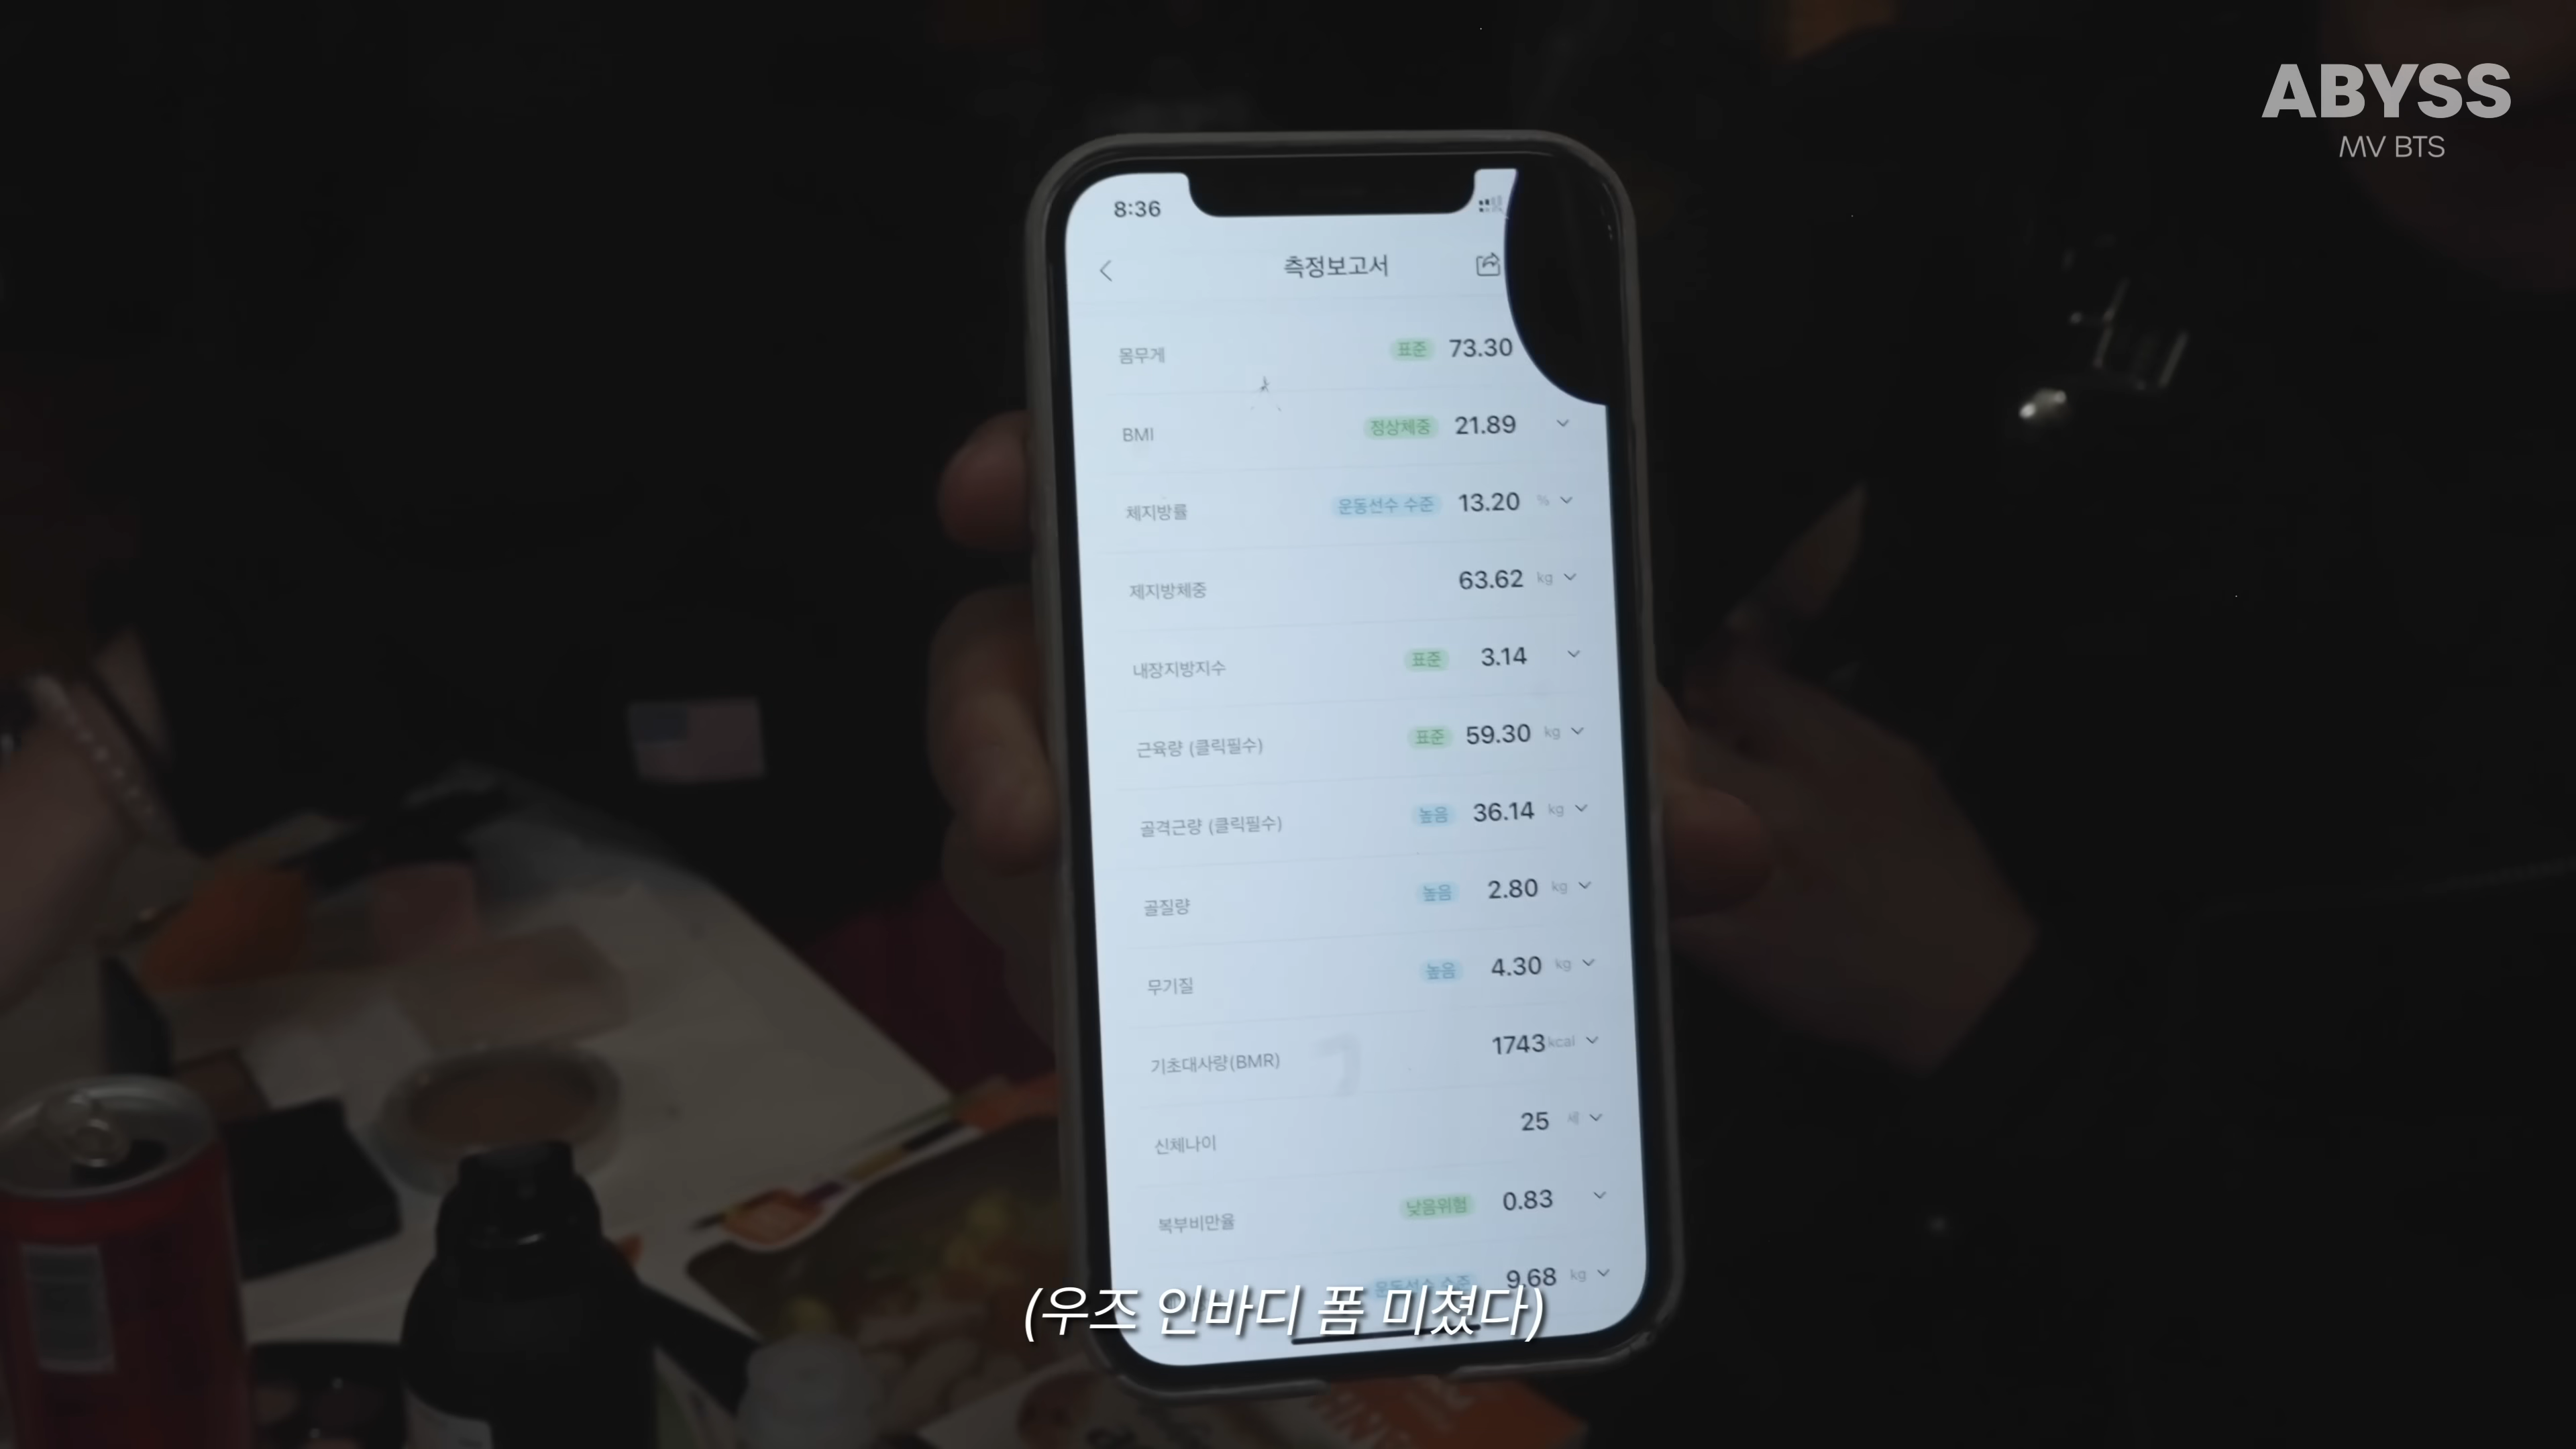 ABYSS
MV BTS
8:36
측정보고서
몸무게 표준 73.30
BMI 정상체중 21.89
체지방률 운동선수 수준 13.20 %
제지방체중 63.62 kg
내장지방지수 표준 3.14
근육량 (클릭필수) 표준 59.30 kg
골격근량 (클릭필수) 높음 36.14 kg
골질량 높음 2.80 kg
무기질 높음 4.30 kg
기초대사량(BMR) 1743 kcal
신체나이 25 세
복부비만율 낮음위험 0.83
운동선수 수준 9.68 kg
(우즈 인바디 폼 미쳤다)